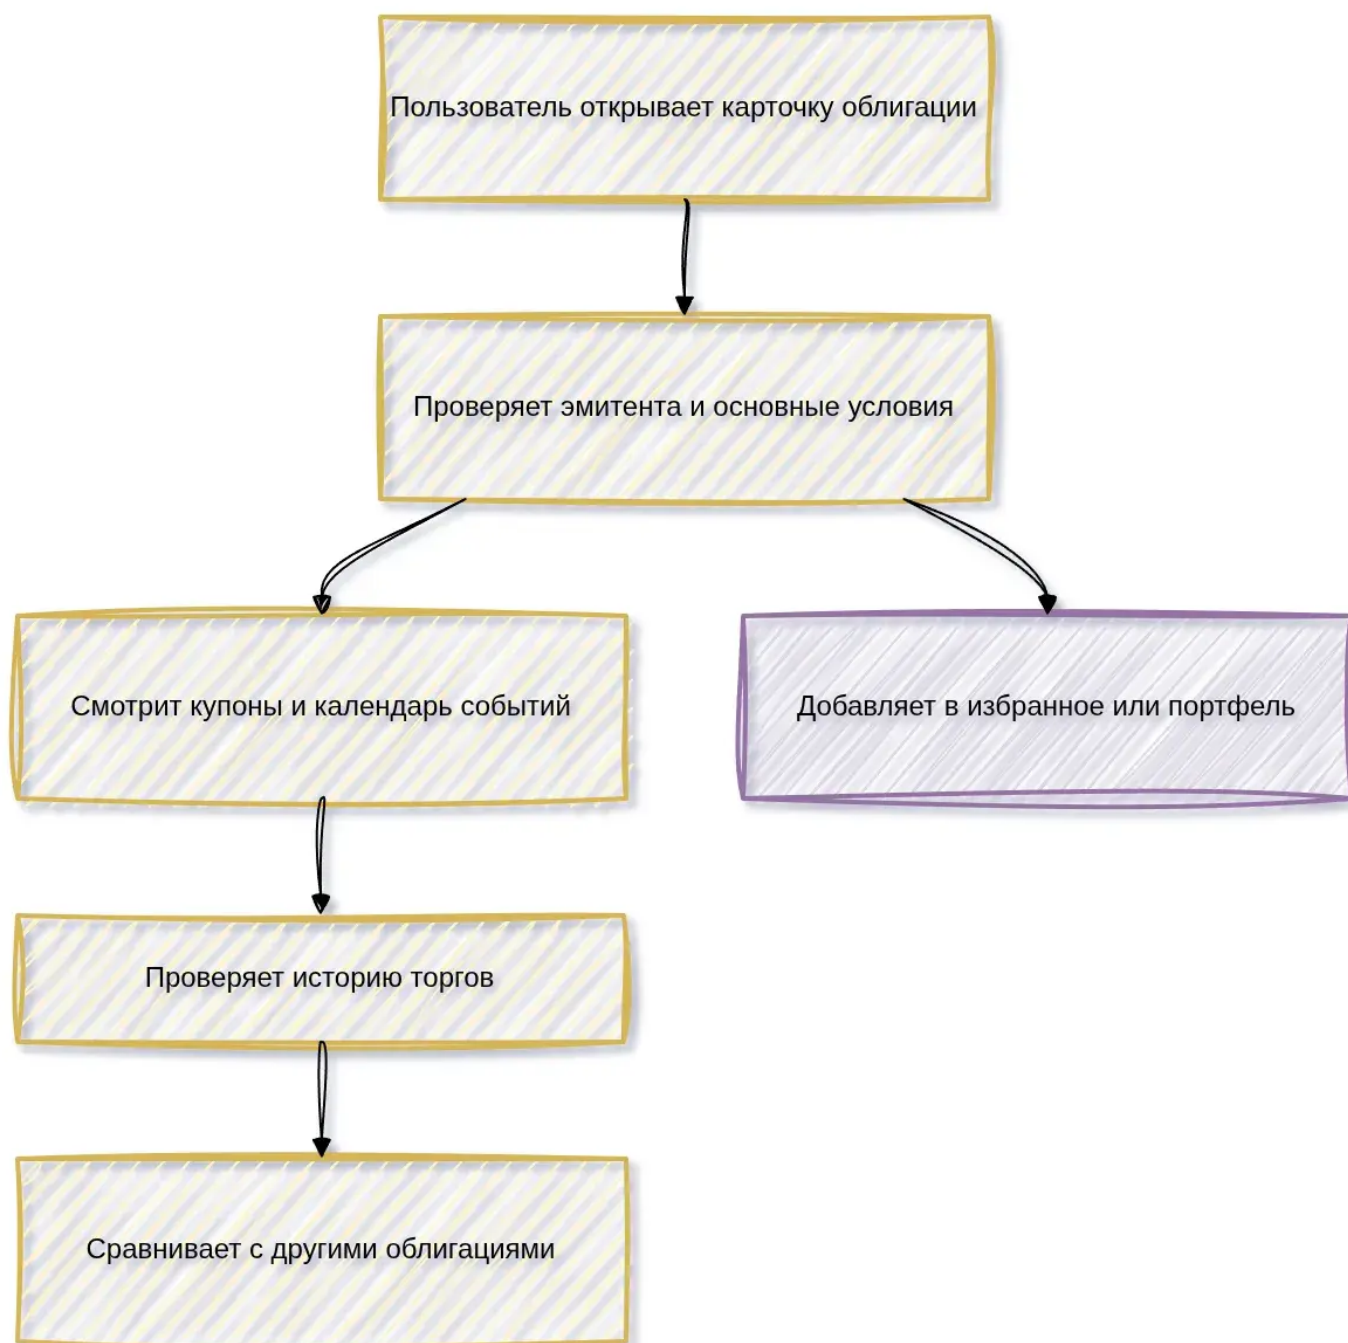 Пользователь открывает карточку облигации
Проверяет эмитента и основные условия
Смотрит купоны и календарь событий
Добавляет в избранное или портфель
Проверяет историю торгов
Сравнивает с другими облигациями